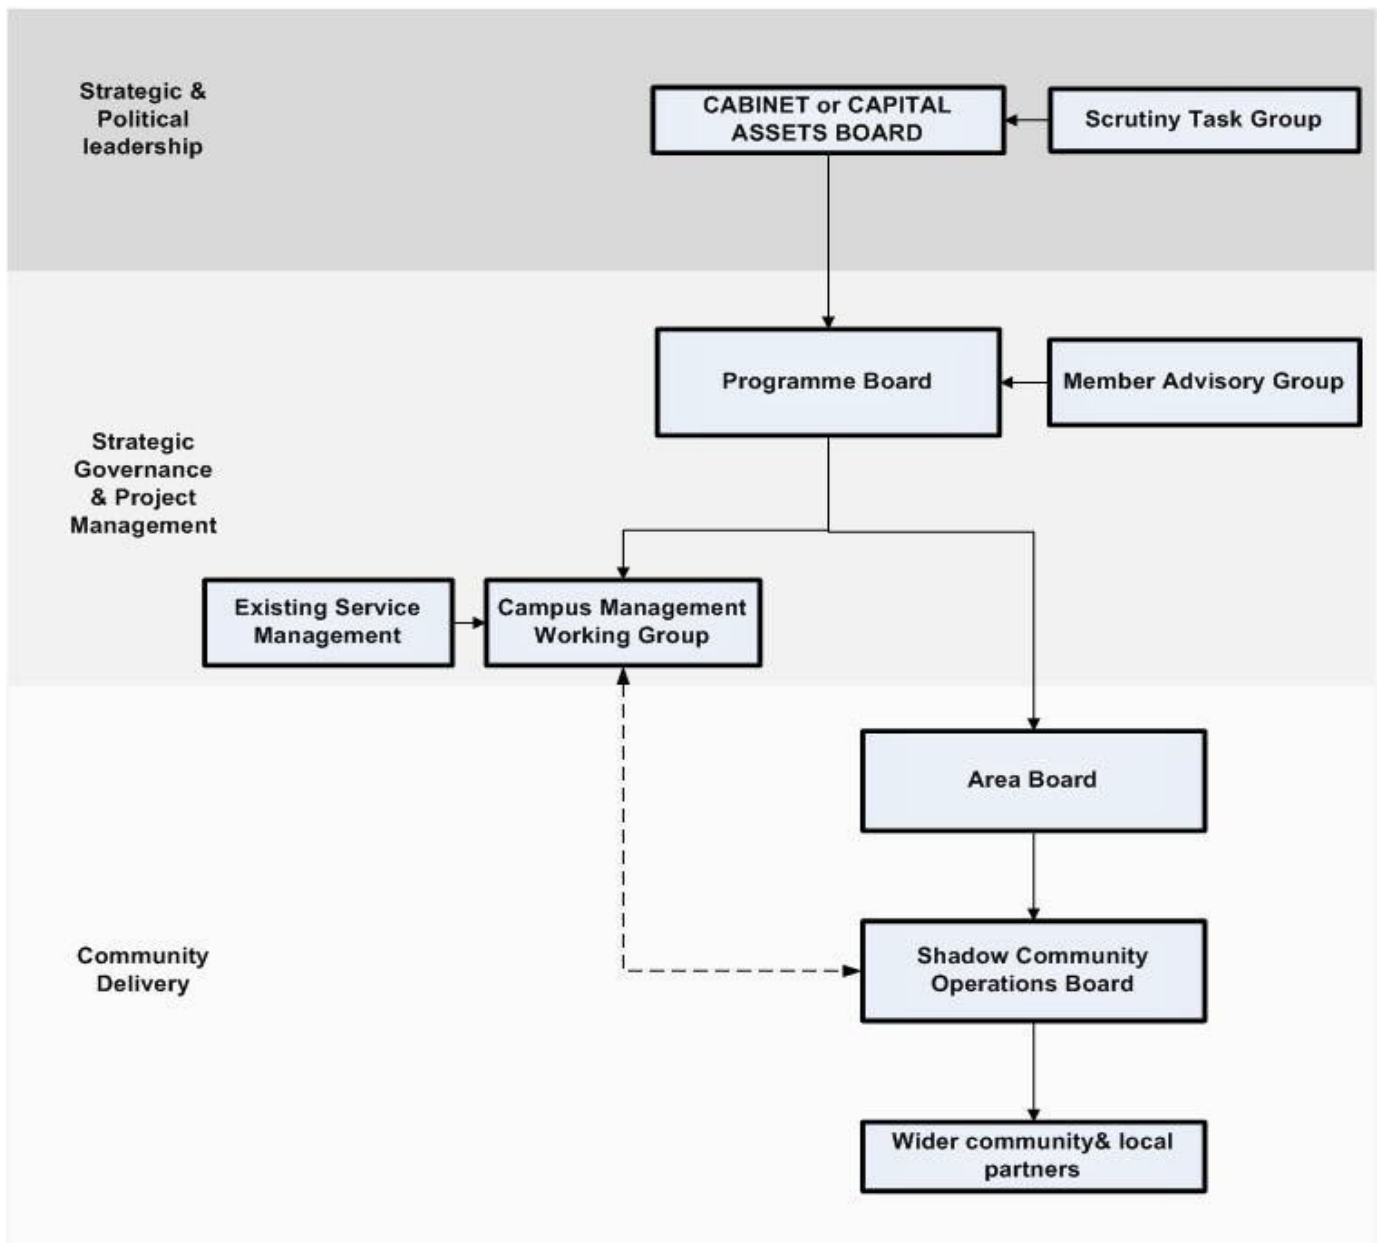 Strategic &
Political
leadership
CABINET or CAPITAL
ASSETS BOARD
Scrutiny Task Group
Programme Board
Member Advisory Group
Strategic
Governance
& Project
Management
Existing Service
Management
Campus Management
Working Group
Area Board
Community
Delivery
Shadow Community
Operations Board
Wider community& local
partners